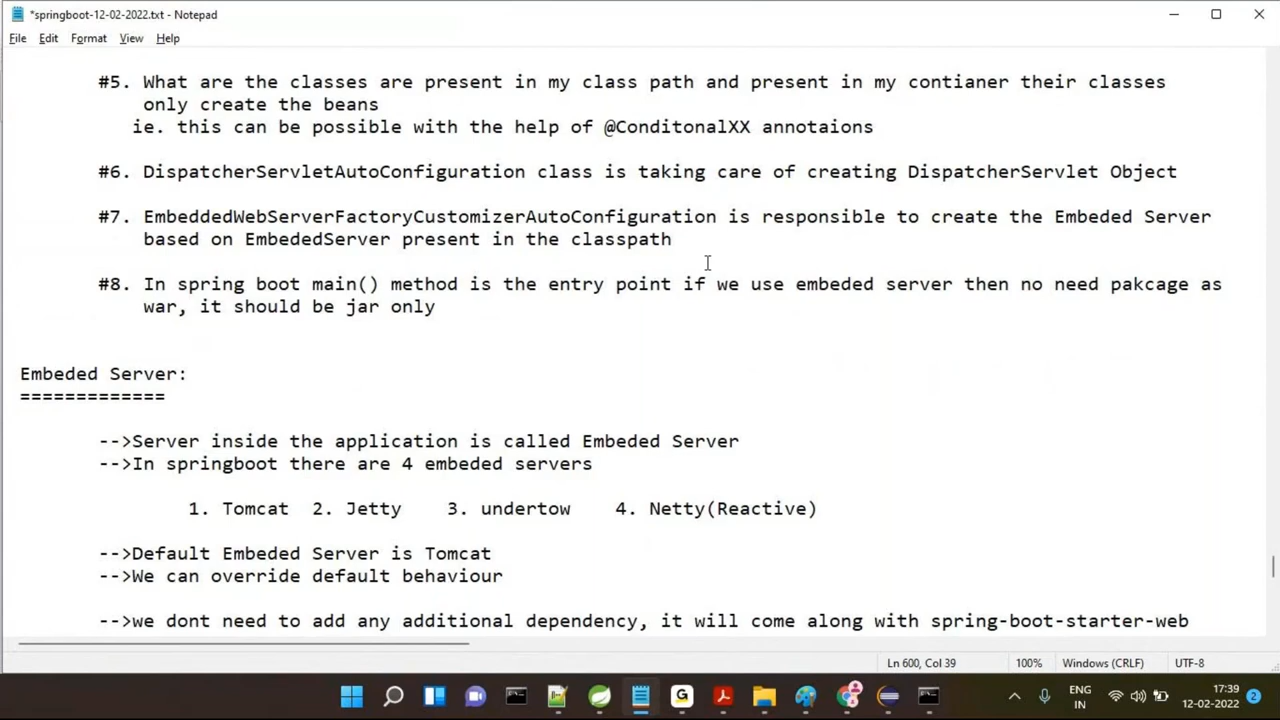 *springboot-12-02-2022.txt - Notepad
File Edit Format View Help
#5. What are the classes are present in my class path and present in my contianer their classes
only create the beans
ie. this can be possible with the help of @ConditonalXX annotaions
#6. DispatcherServletAutoConfiguration class is taking care of creating DispatcherServlet Object
#7. EmbeddedWebServerFactoryCustomizerAutoConfiguration is responsible to create the Embeded Server
based on EmbededServer present in the classpath
#8. In spring boot main() method is the entry point if we use embeded server then no need pakcage as
war, it should be jar only
Embeded Server:
=============
-->Server inside the application is called Embeded Server
-->In springboot there are 4 embeded servers
1. Tomcat 2. Jetty 3. undertow 4. Netty(Reactive)
-->Default Embeded Server is Tomcat
-->We can override default behaviour
-->we dont need to add any additional dependency, it will come along with spring-boot-starter-web
Ln 600, Col 39 100% Windows (CRLF) UTF-8
ENG
IN
17:39
12-02-2022
2